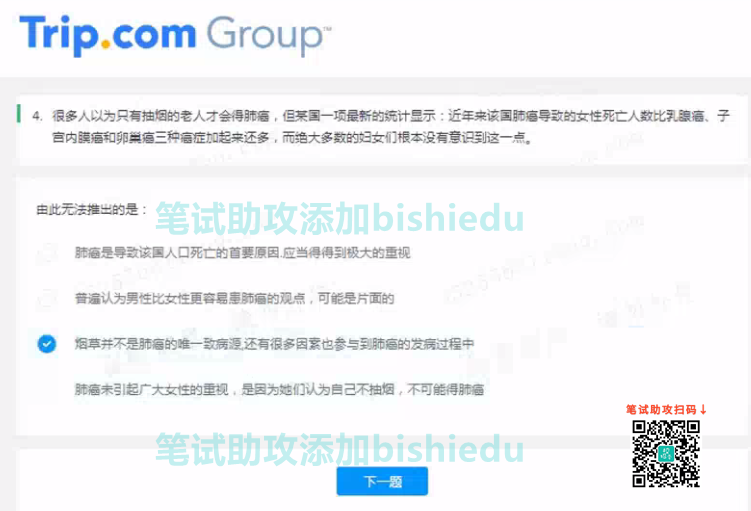 Trip.com Group™
4. 很多人以为只有抽烟的老人才会得肺癌，但某国一项最新的统计显示：近年来该国肺癌导致的女性死亡人数比乳腺癌、子
宫内膜癌和卵巢癌三种癌症加起来还多，而绝大多数的妇女们根本没有意识到这一点。
由此无法推出的是：
笔试助攻添加bishiedu
肺癌是导致该国人口死亡的首要原因,应当得得到极大的重视
普遍认为男性比女性更容易患肺癌的观点，可能是片面的
烟草并不是肺癌的唯一致病源,还有很多因素也参与到肺癌的发病过程中
肺癌未引起广大女性的重视，是因为她们认为自己不抽烟，不可能得肺癌
笔试助攻扫码↓
笔试助攻添加bishiedu
下一题